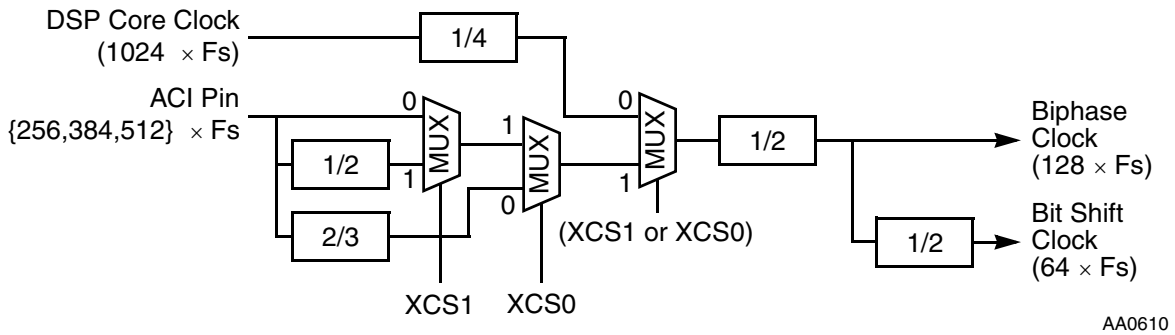 DSP Core Clock
(1024 × Fs)
1/4
ACI Pin
{256,384,512} × Fs
0
MUX
1
1/2
2/3
1
MUX
0
0
MUX
1
(XCS1 or XCS0)
1/2
Biphase
Clock
(128 × Fs)
1/2
Bit Shift
Clock
(64 × Fs)
XCS1
XCS0
AA0610